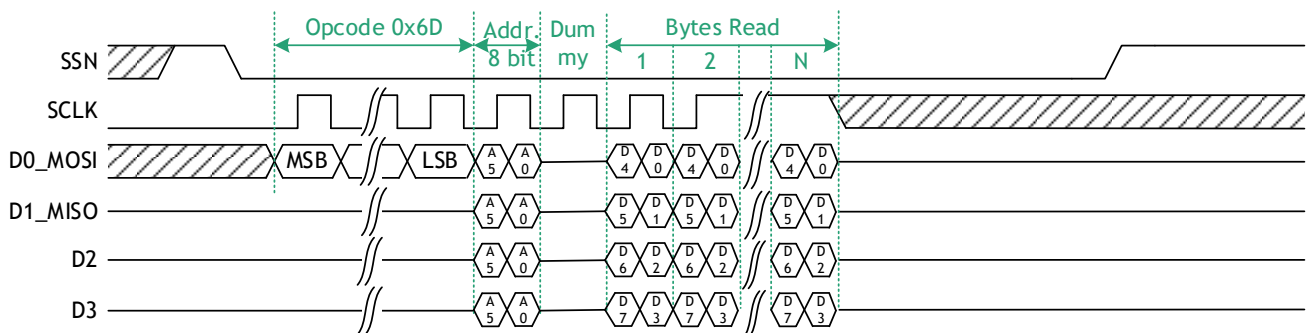 Opcode 0x6D Addr. 8 bit Dum my Bytes Read
1 2 N
SSN
SCLK
D0_MOSI MSB LSB A5 A0 D4 D0 D4 D0 D4 D0
D1_MISO A5 A0 D5 D1 D5 D1 D5 D1
D2 A5 A0 D6 D2 D6 D2 D6 D2
D3 A5 A0 D7 D3 D7 D3 D7 D3